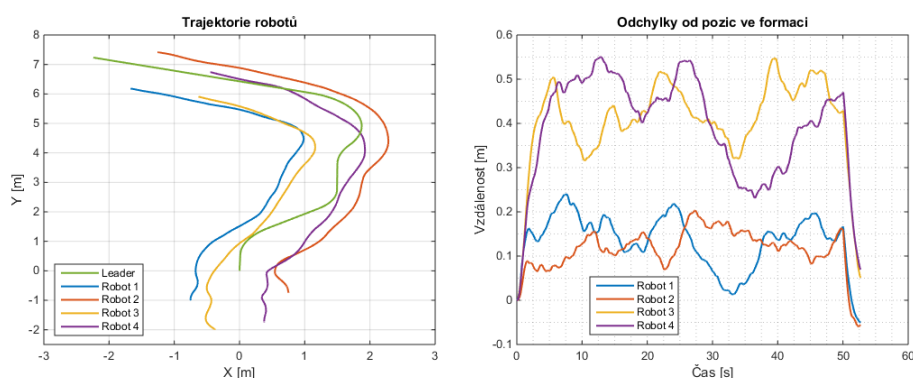 Trajektorie robotů
8
7
6
5
4
3
2
1
0
-1
-2
Y [m]
Leader
Robot 1
Robot 2
Robot 3
Robot 4
-3 -2 -1 0 1 2 3
X [m]
Odchylky od pozic ve formaci
0.6
0.5
0.4
0.3
0.2
0.1
0
-0.1
Vzdálenost [m]
Robot 1
Robot 2
Robot 3
Robot 4
0 10 20 30 40 50 60
Čas [s]